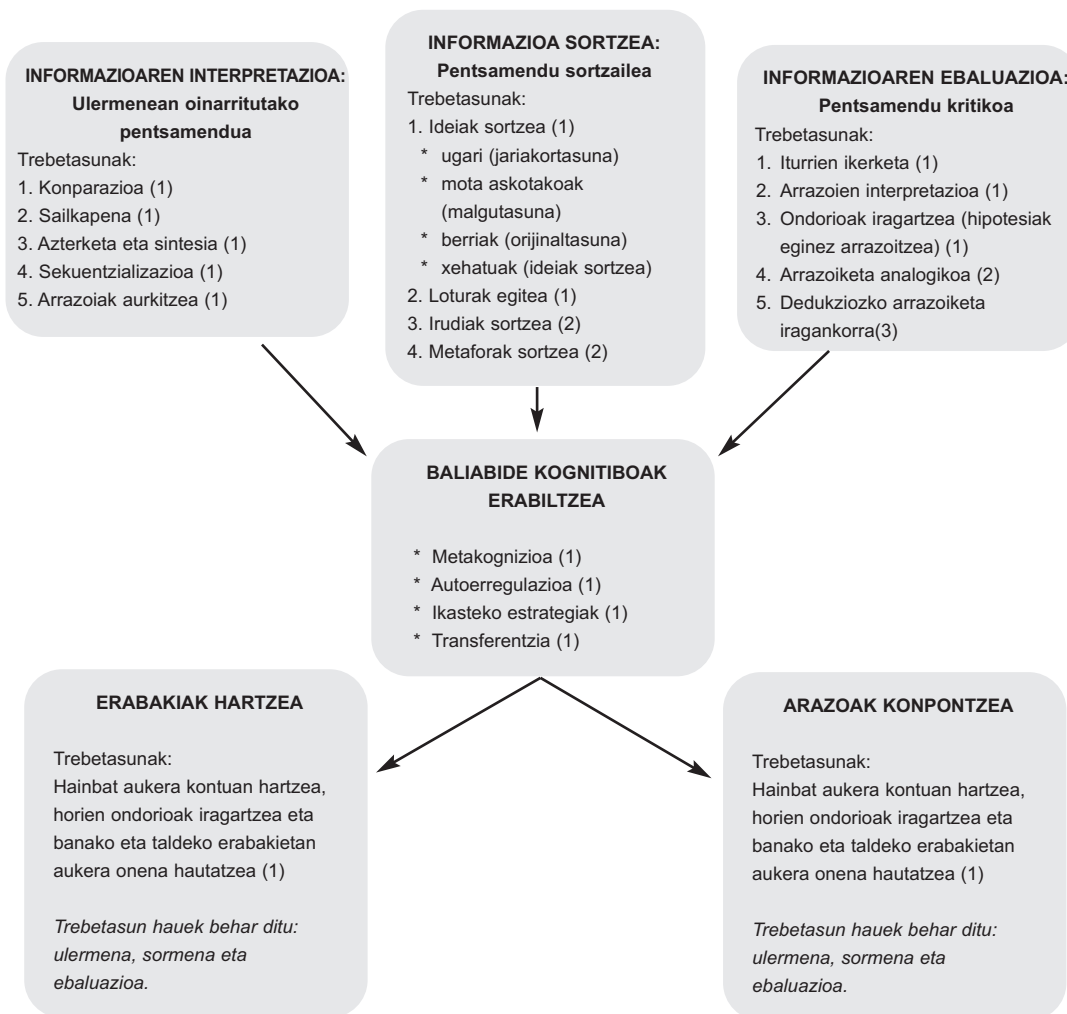 INFORMAZIOAREN INTERPRETAZIOA:
Ulermenean oinarritutako
pentsamendua
Trebetasunak:
1. Konparazioa (1)
2. Sailkapena (1)
3. Azterketa eta sintesia (1)
4. Sekuentzializazioa (1)
5. Arrazoiak aurkitzea (1)
INFORMAZIOA SORTZEA:
Pentsamendu sortzailea
Trebetasunak:
1. Ideiak sortzea (1)
* ugari (jariakortasuna)
* mota askotakoak
(malgutasuna)
* berriak (orijinaltasuna)
* xehatuak (ideiak sortzea)
2. Loturak egitea (1)
3. Irudiak sortzea (2)
4. Metaforak sortzea (2)
INFORMAZIOAREN EBALUAZIOA:
Pentsamendu kritikoa
Trebetasunak:
1. Iturrien ikerketa (1)
2. Arrazoien interpretazioa (1)
3. Ondorioak iragartzea (hipotesiak
eginez arrazoitzea) (1)
4. Arrazoiketa analogikoa (2)
5. Dedukziozko arrazoiketa
iragankorra(3)
BALIABIDE KOGNITIBOAK
ERABILTZEA
* Metakognizioa (1)
* Autoerregulazioa (1)
* Ikasteko estrategiak (1)
* Transferentzia (1)
ERABAKIAK HARTZEA
Trebetasunak:
Hainbat aukera kontuan hartzea,
horien ondorioak iragartzea eta
banako eta taldeko erabakietan
aukera onena hautatzea (1)
Trebetasun hauek behar ditu:
ulermena, sormena eta
ebaluazioa.
ARAZOAK KONPONTZEA
Trebetasunak:
Hainbat aukera kontuan hartzea,
horien ondorioak iragartzea eta
banako eta taldeko erabakietan
aukera onena hautatzea (1)
Trebetasun hauek behar ditu:
ulermena, sormena eta
ebaluazioa.